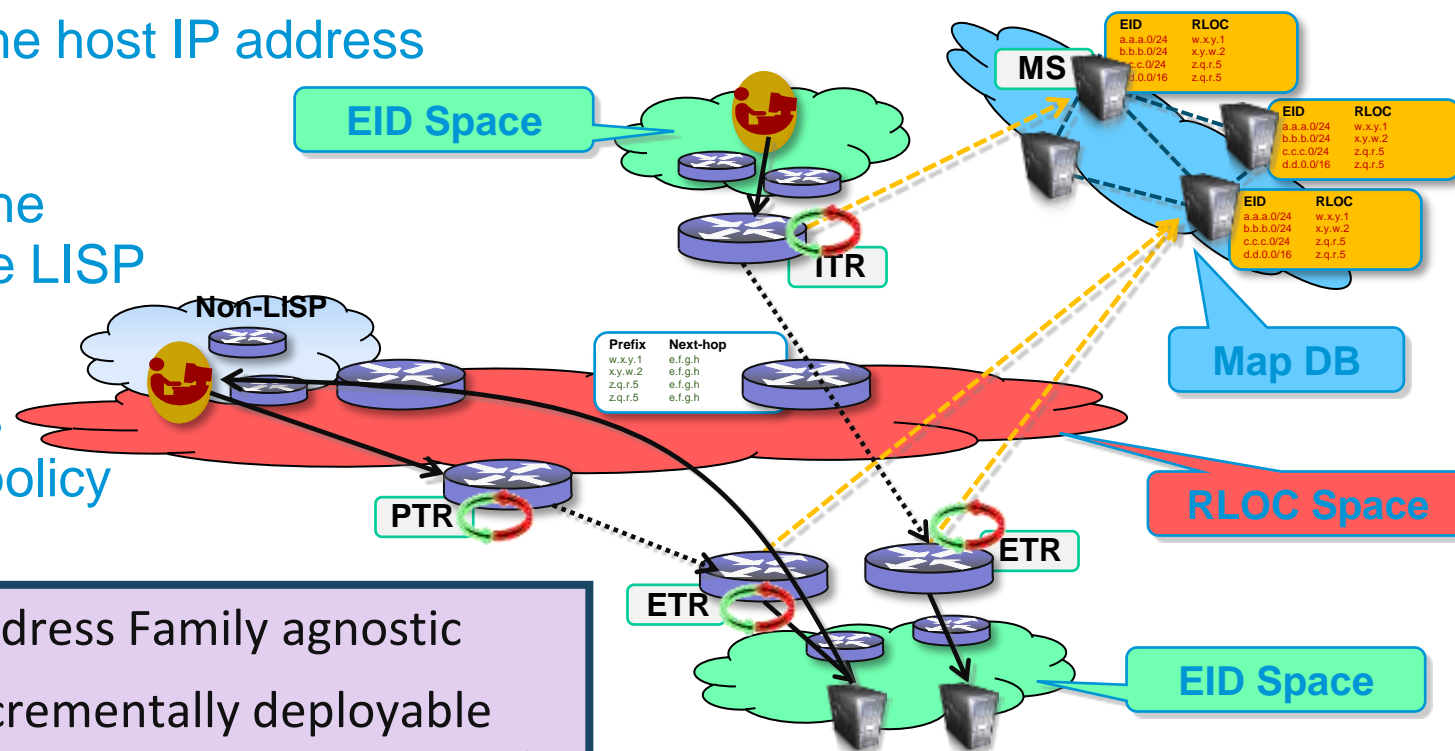 he host IP address
ne
e LISP
policy
dress Family agnostic
crementally deployable
EID Space
MS
EID RLOC
a.a.a.0/24 w.x.y.1
b.b.b.0/24 x.y.w.2
c.c.0/24 z.q.r.5
d.0.0/16 z.q.r.5
EID RLOC
a.a.a.0/24 w.x.y.1
b.b.b.0/24 x.y.w.2
c.c.c.0/24 z.q.r.5
d.d.0.0/16 z.q.r.5
EID RLOC
a.a.a.0/24 w.x.y.1
b.b.b.0/24 x.y.w.2
c.c.c.0/24 z.q.r.5
d.d.0.0/16 z.q.r.5
ITR
Non-LISP
Prefix Next-hop
w.x.y.1 e.f.g.h
x.y.w.2 e.f.g.h
z.q.r.5 e.f.g.h
z.q.r.5 e.f.g.h
Map DB
RLOC Space
PTR
ETR
ETR
EID Space